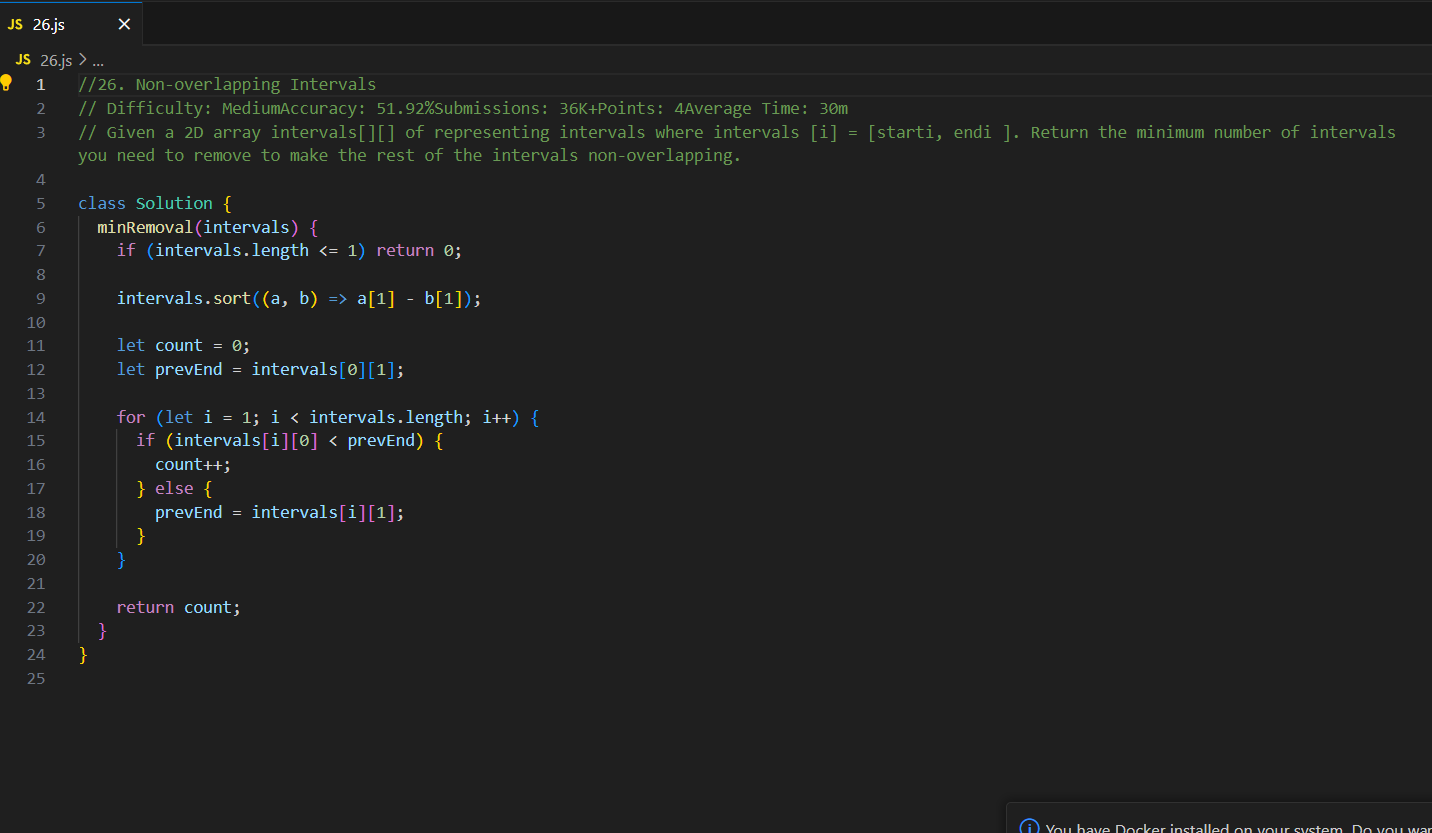 JS 26.js ×
JS 26.js > ...
1 //26. Non-overlapping Intervals
2 // Difficulty: MediumAccuracy: 51.92%Submissions: 36K+Points: 4Average Time: 30m
3 // Given a 2D array intervals[][] of representing intervals where intervals [i] = [starti, endi ]. Return the minimum number of intervals
you need to remove to make the rest of the intervals non-overlapping.
4
5 class Solution {
6   minRemoval(intervals) {
7     if (intervals.length <= 1) return 0;
8
9     intervals.sort((a, b) => a[1] - b[1]);
10
11     let count = 0;
12     let prevEnd = intervals[0][1];
13
14     for (let i = 1; i < intervals.length; i++) {
15       if (intervals[i][0] < prevEnd) {
16         count++;
17       } else {
18         prevEnd = intervals[i][1];
19       }
20     }
21
22     return count;
23   }
24 }
25
You have Docker installed on your system. Do you